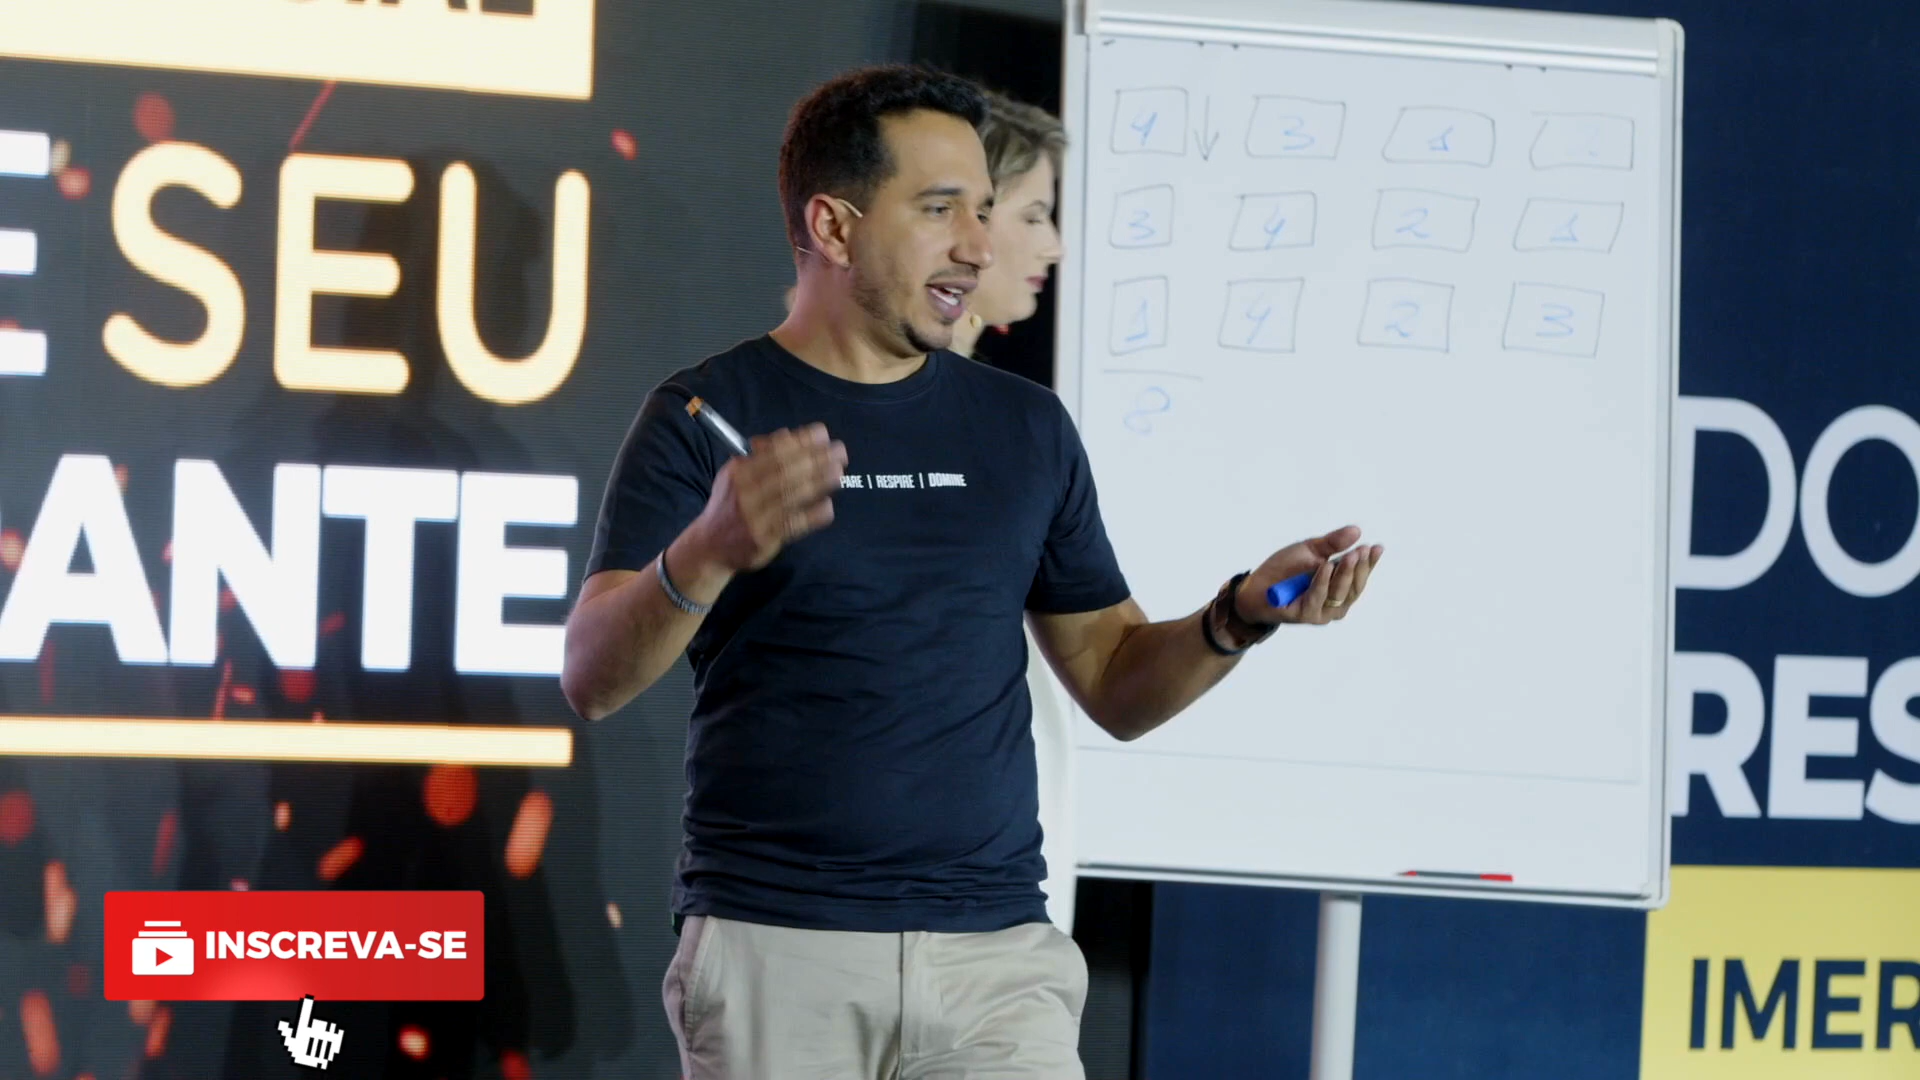 E SEU
ANTE
PARE | RESPIRE | DOMINE
4 ↓ 3 1 2
3 4 2 1
1 4 2 3
8
DO
RES
IMER
INSCREVA-SE